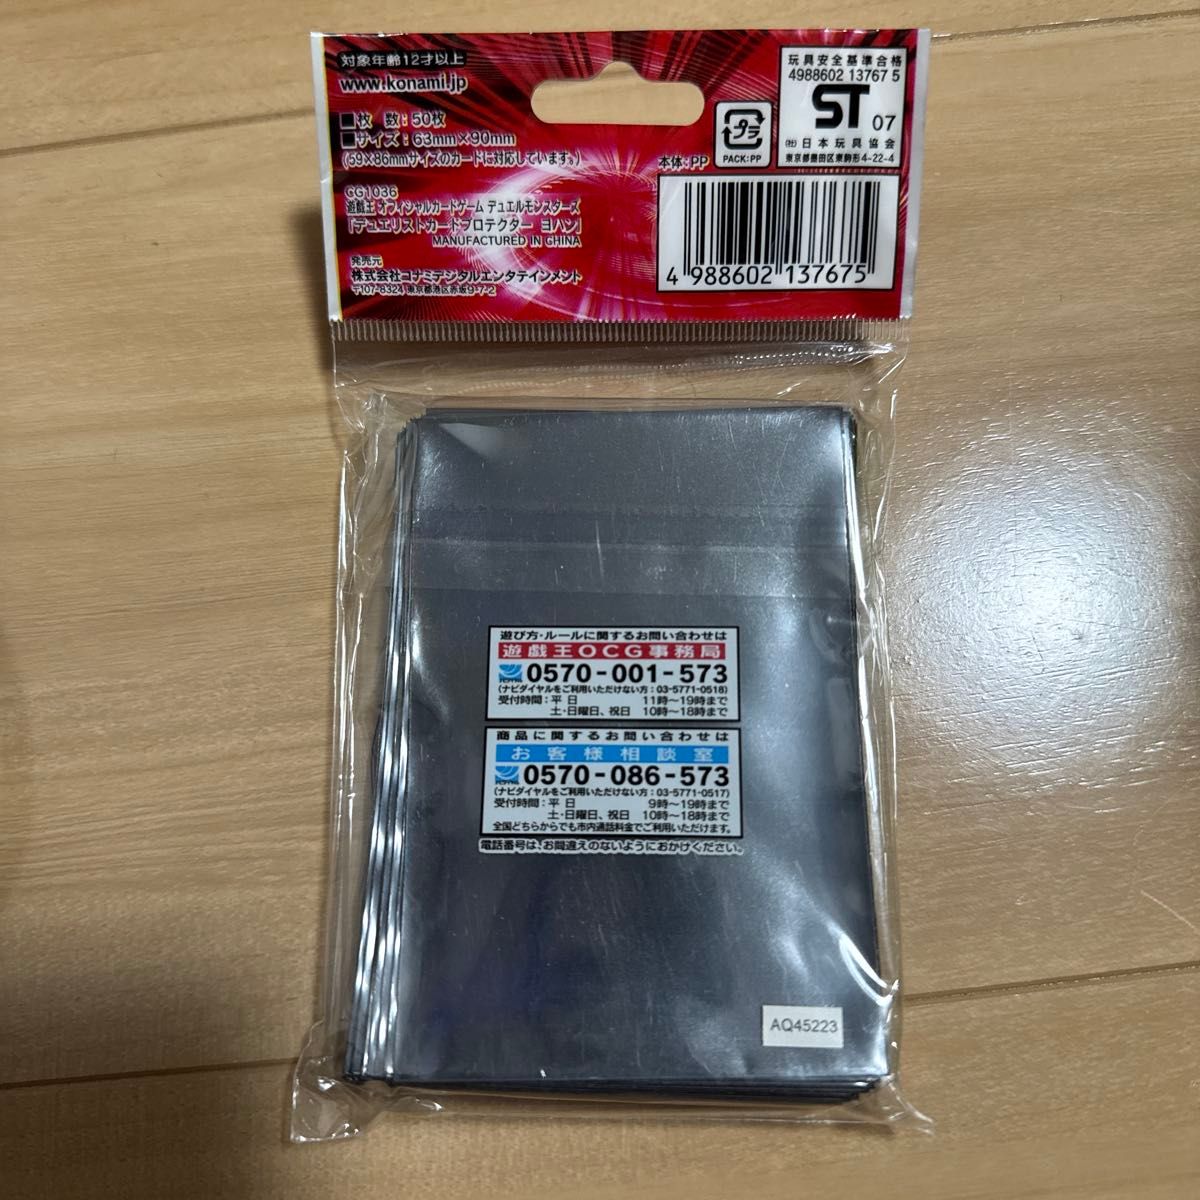 対象年齢12才以上
www.konami.jp
■枚 数:50枚
■サイズ:63mm×90mm
(59×86mmサイズのカードに対応しています。)
CG1036
遊戯王 オフィシャルカードゲーム デュエルモンスターズ
「デュエリストカードプロテクター ヨハン」
MANUFACTURED IN CHINA
発売元
株式会社コナミデジタルエンタテインメント
〒107-8324 東京都港区赤坂9-7-2
本体:PP
プラ
PACK:PP
玩具安全基準合格
4988602 13767 5
ST 07
(社)日本玩具協会
東京都墨田区東駒形4-22-4
4 988602 137675
遊び方・ルールに関するお問い合わせは
遊戯王OCG事務局
0570-001-573
(ナビダイヤルをご利用いただけない方:03-5771-0518)
受付時間:平 日 11時〜19時まで
土・日曜日、祝日 10時〜18時まで
商品に関するお問い合わせは
お客様相談室
0570-086-573
(ナビダイヤルをご利用いただけない方:03-5771-0517)
受付時間:平 日 9時〜19時まで
土・日曜日、祝日 10時〜18時まで
全国どちらからでも市内通話料金でご利用いただけます。
電話番号は、お間違えのないようにおかけください。
AQ45223